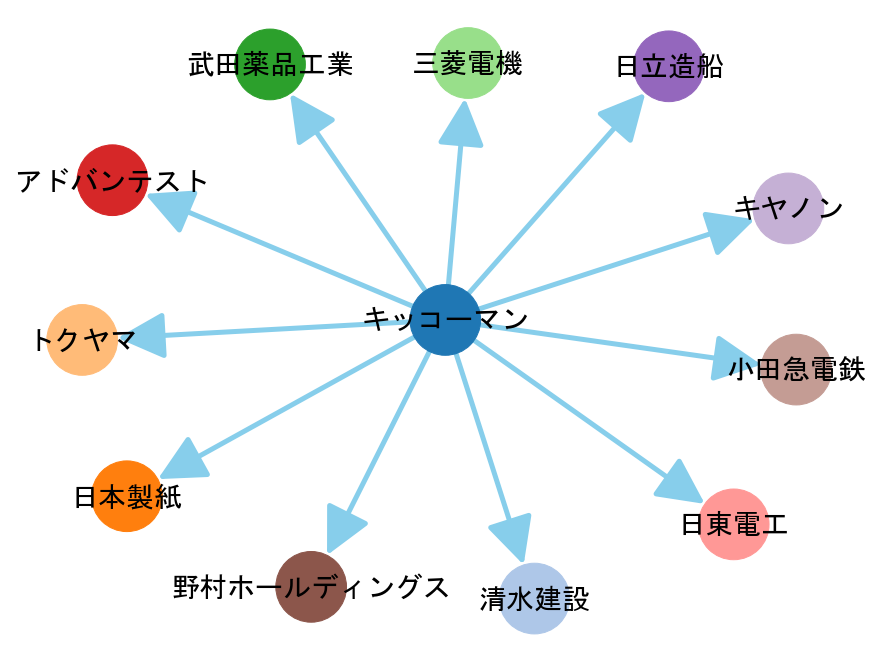 武田薬品工業
三菱電機
日立造船
アドバンテスト
キヤノン
キッコーマン
トクヤマ
小田急電鉄
日本製紙
日東電工
野村ホールディングス
清水建設